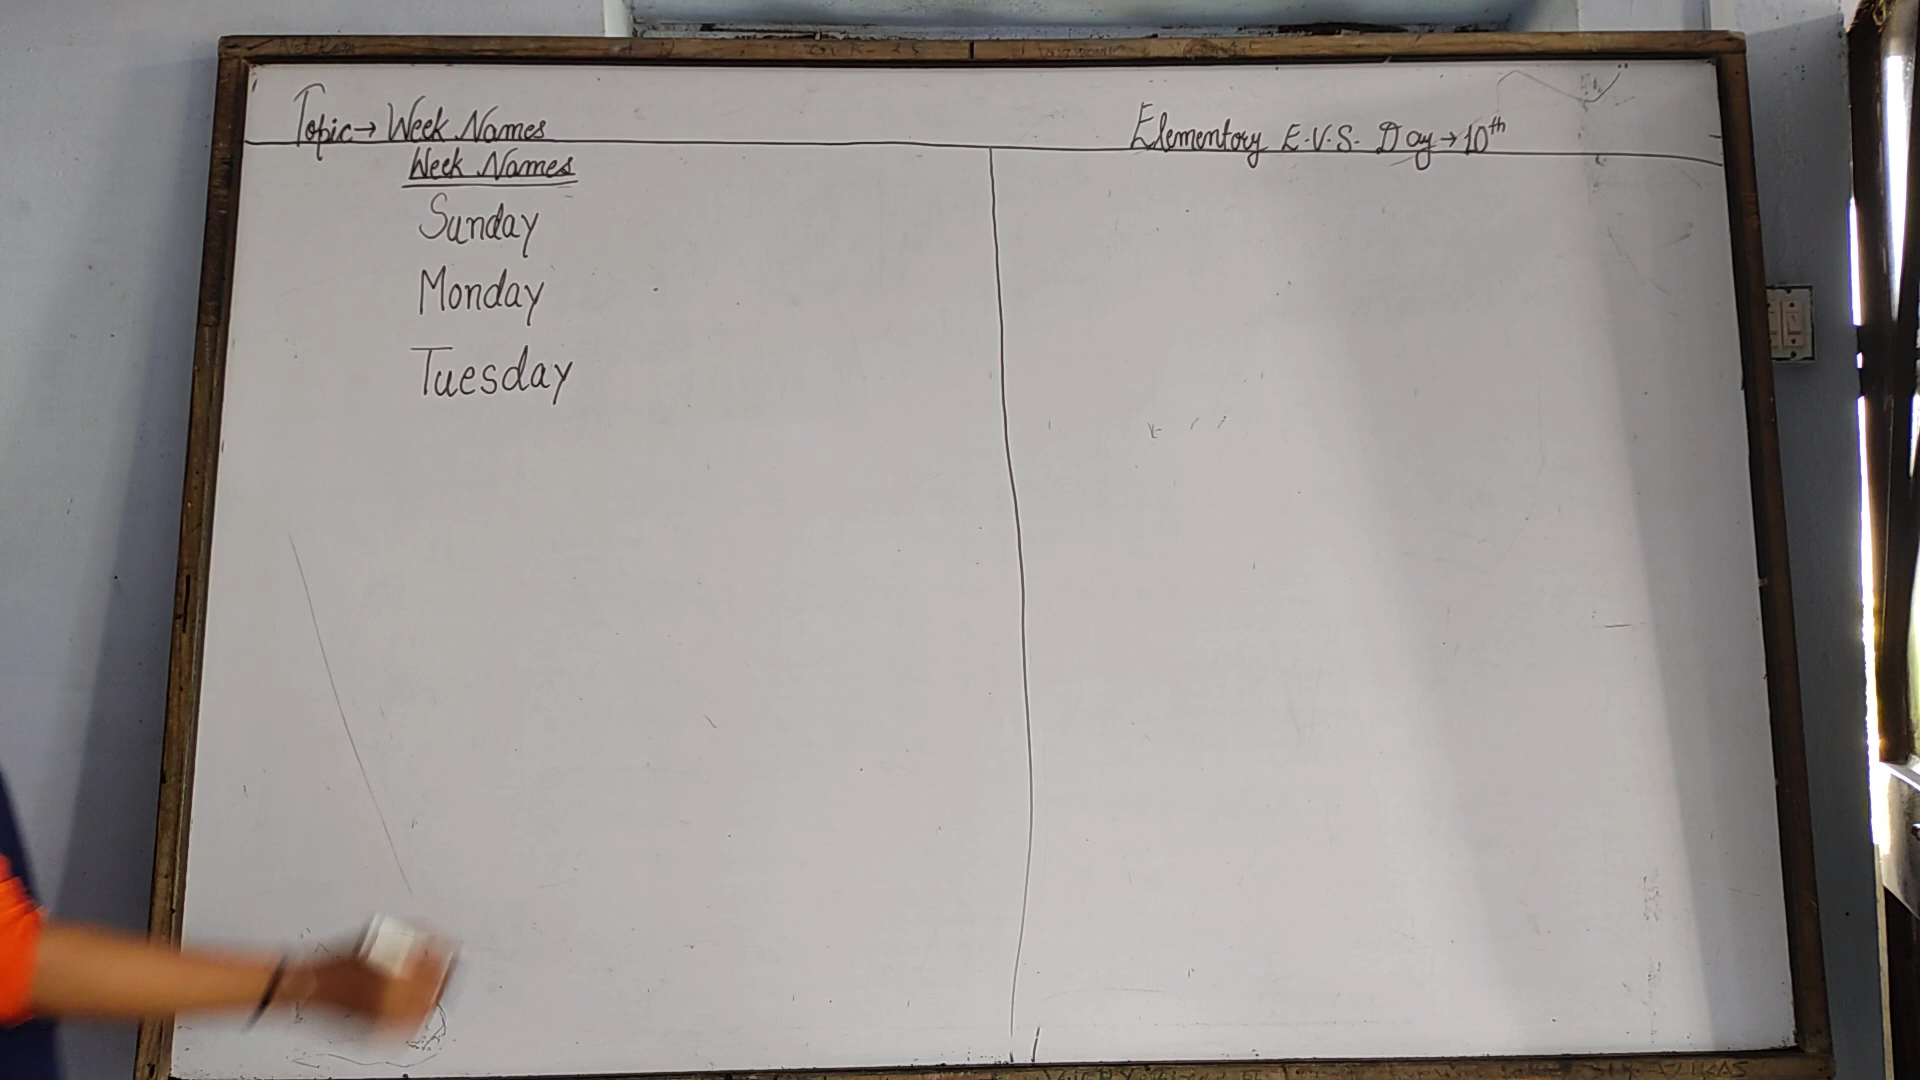 Topic→ Week Names
Elementory E.V.S. Day→10th
Week Names
Sunday
Monday
Tuesday